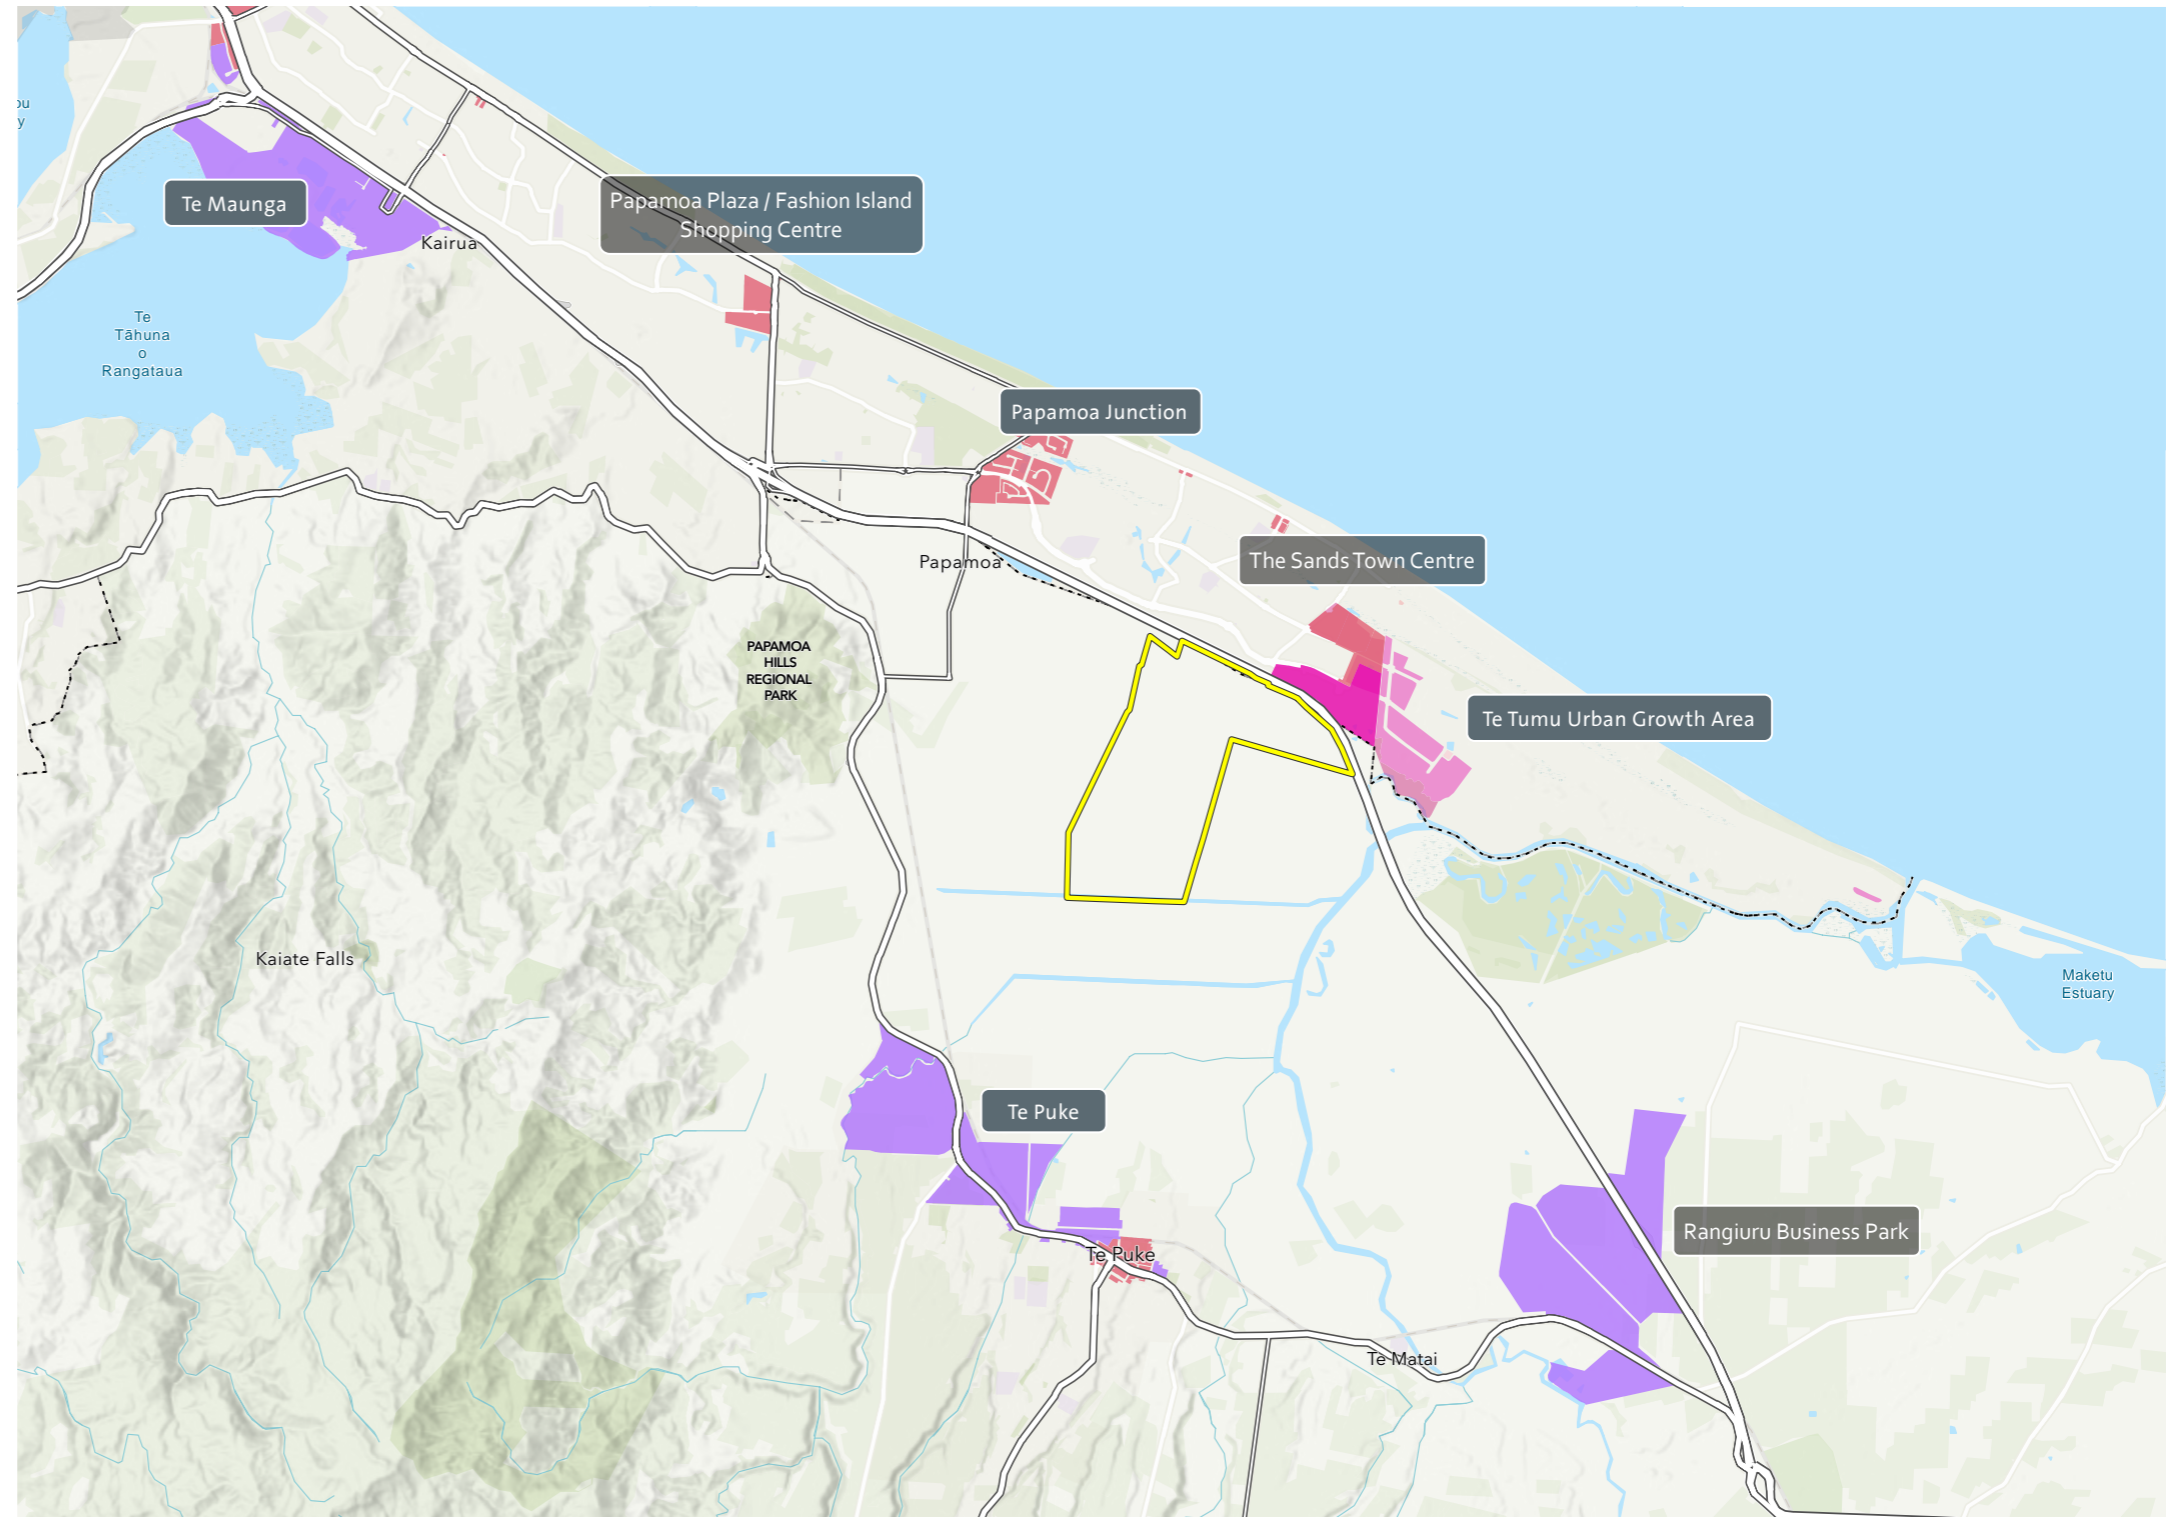 Te Maunga
Kairua
Papamoa Plaza / Fashion Island
Shopping Centre
Te
Tāhuna
o
Rangataua
Papamoa Junction
Papamoa
The Sands Town Centre
PAPAMOA
HILLS
REGIONAL
PARK
Te Tumu Urban Growth Area
Kaiate Falls
Maketu
Estuary
Te Puke
Te Puke
Rangiuru Business Park
Te Matai